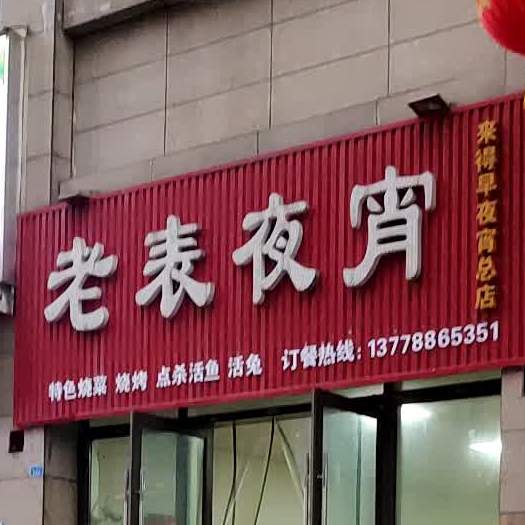 老表夜宵
來得早夜宵总店
特色烧菜 烧烤 点杀活鱼 活兔 订餐热线:13778865351